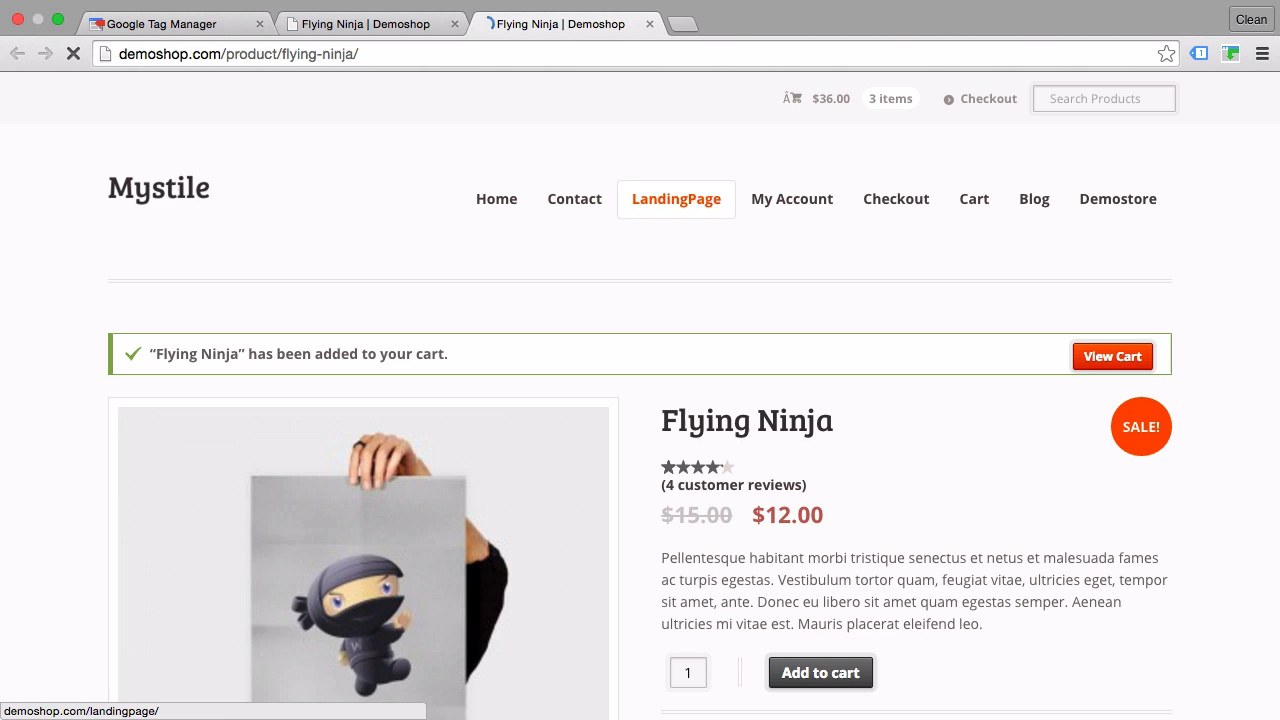 Google Tag Manager
Flying Ninja | Demoshop
Flying Ninja | Demoshop
Clean
demoshop.com/product/flying-ninja/
1
Â $36.00 3 items Checkout Search Products
Mystile
Home Contact LandingPage My Account Checkout Cart Blog Demostore
“Flying Ninja” has been added to your cart. View Cart
Flying Ninja
SALE!
(4 customer reviews)
$15.00 $12.00
Pellentesque habitant morbi tristique senectus et netus et malesuada fames
ac turpis egestas. Vestibulum tortor quam, feugiat vitae, ultricies eget, tempor
sit amet, ante. Donec eu libero sit amet quam egestas semper. Aenean
ultricies mi vitae est. Mauris placerat eleifend leo.
1 Add to cart
W
demoshop.com/landingpage/